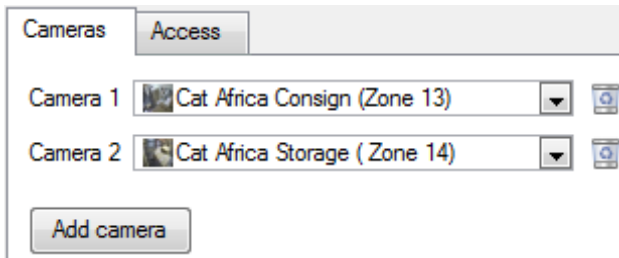 Cameras Access
Camera 1 Cat Africa Consign (Zone 13)
Camera 2 Cat Africa Storage ( Zone 14)
Add camera